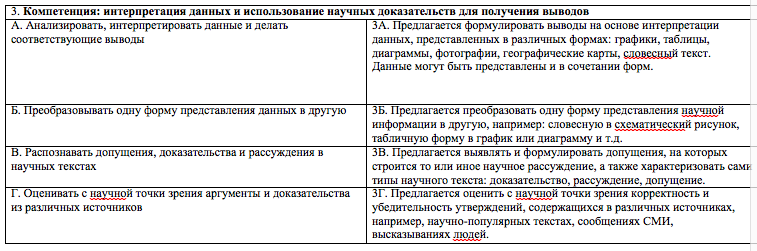 3. Компетенция: интерпретация данных и использование научных доказательств для получения выводов
А. Анализировать, интерпретировать данные и делать
соответствующие выводы
3А. Предлагается формулировать выводы на основе интерпретации
данных, представленных в различных формах: графики, таблицы,
диаграммы, фотографии, географические карты, словесный текст.
Данные могут быть представлены и в сочетании форм.
Б. Преобразовывать одну форму представления данных в другую
3Б. Предлагается преобразовать одну форму представления научной
информации в другую, например: словесную в схематический рисунок,
табличную форму в график или диаграмму и т.д.
В. Распознавать допущения, доказательства и рассуждения в
научных текстах
3В. Предлагается выявлять и формулировать допущения, на которых
строится то или иное научное рассуждение, а также характеризовать сами
типы научного текста: доказательство, рассуждение, допущение.
Г. Оценивать с научной точки зрения аргументы и доказательства
из различных источников
3Г. Предлагается оценить с научной точки зрения корректность и
убедительность утверждений, содержащихся в различных источниках,
например, научно-популярных текстах, сообщениях СМИ,
высказываниях людей.